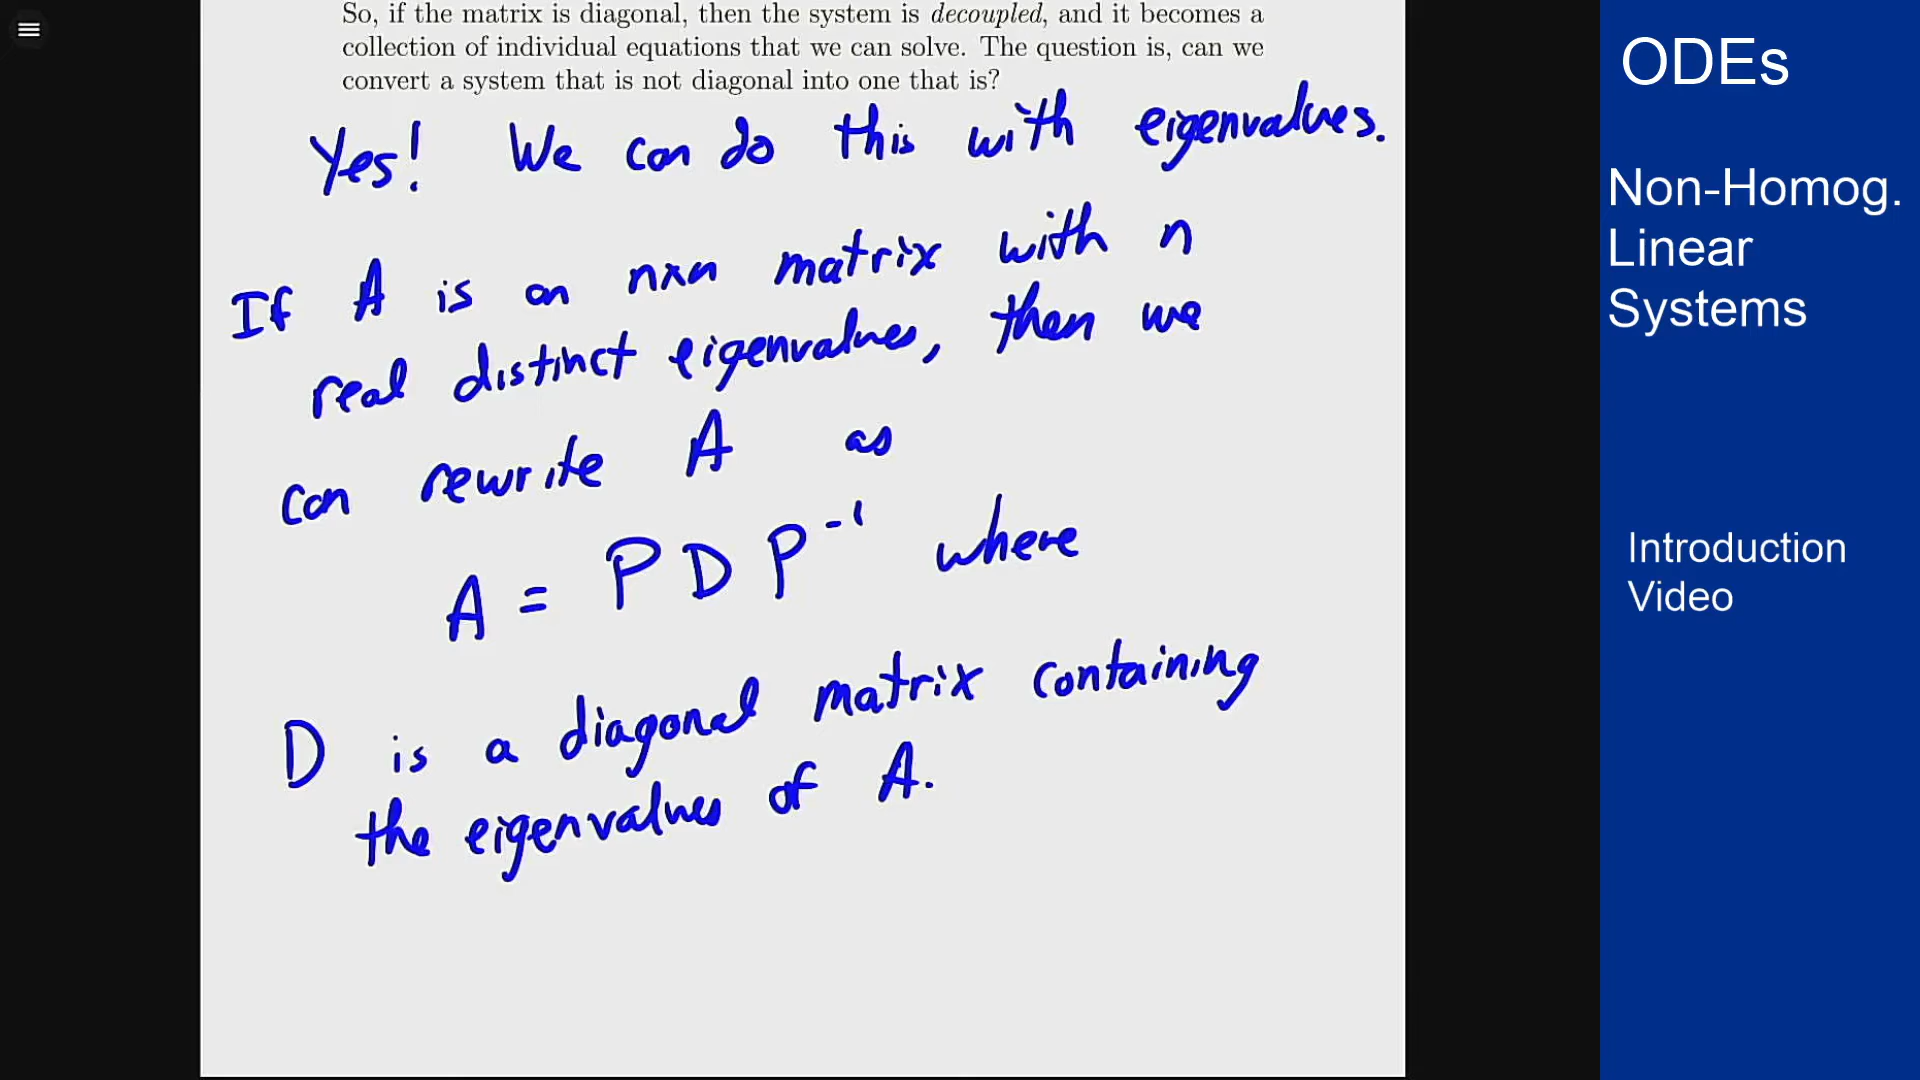 So, if the matrix is diagonal, then the system is decoupled, and it becomes a
collection of individual equations that we can solve. The question is, can we
convert a system that is not diagonal into one that is?
Yes! We can do this with eigenvalues.
If A is an nxn matrix with n
real distinct eigenvalues, then we
can rewrite A as
A = P D P⁻¹ where
D is a diagonal matrix containing
the eigenvalues of A.
ODEs
Non-Homog.
Linear
Systems
Introduction
Video